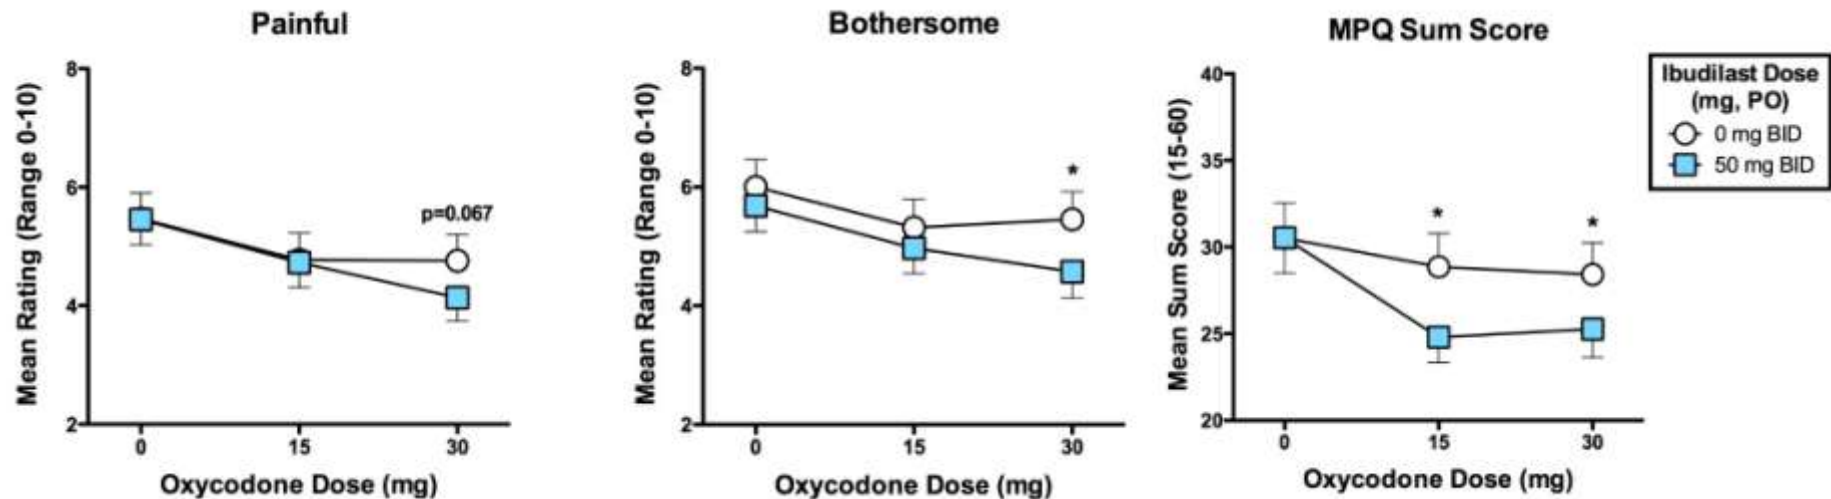 Painful
Mean Rating (Range 0-10)
8
6
4
2
p=0.067
0
15
30
Oxycodone Dose (mg)
Bothersome
Mean Rating (Range 0-10)
8
6
4
2
*
0
15
30
Oxycodone Dose (mg)
MPQ Sum Score
Mean Sum Score (15-60)
40
35
30
25
20
*
*
0
15
30
Oxycodone Dose (mg)
Ibudilast Dose
(mg, PO)
0 mg BID
50 mg BID